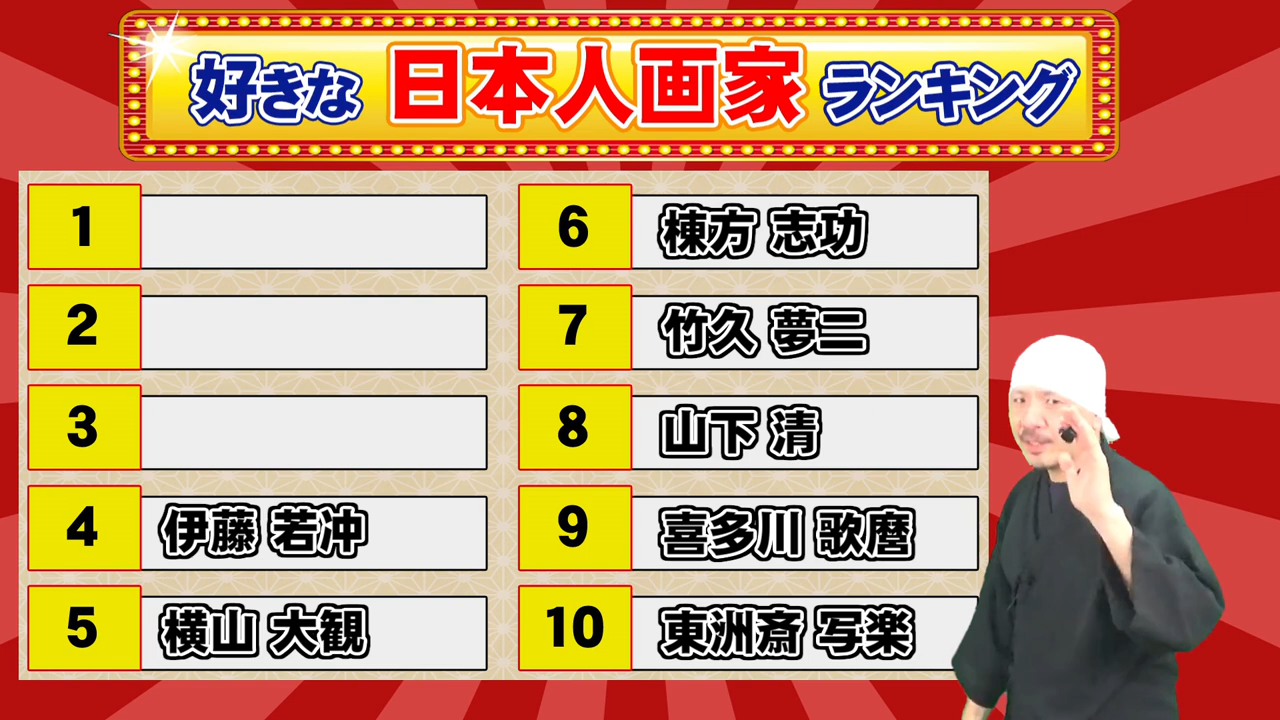 好きな 日本人画家 ランキング
1
2
3
4 伊藤 若冲
5 横山 大観
6 棟方 志功
7 竹久 夢二
8 山下 清
9 喜多川 歌麿
10 東洲斎 写楽